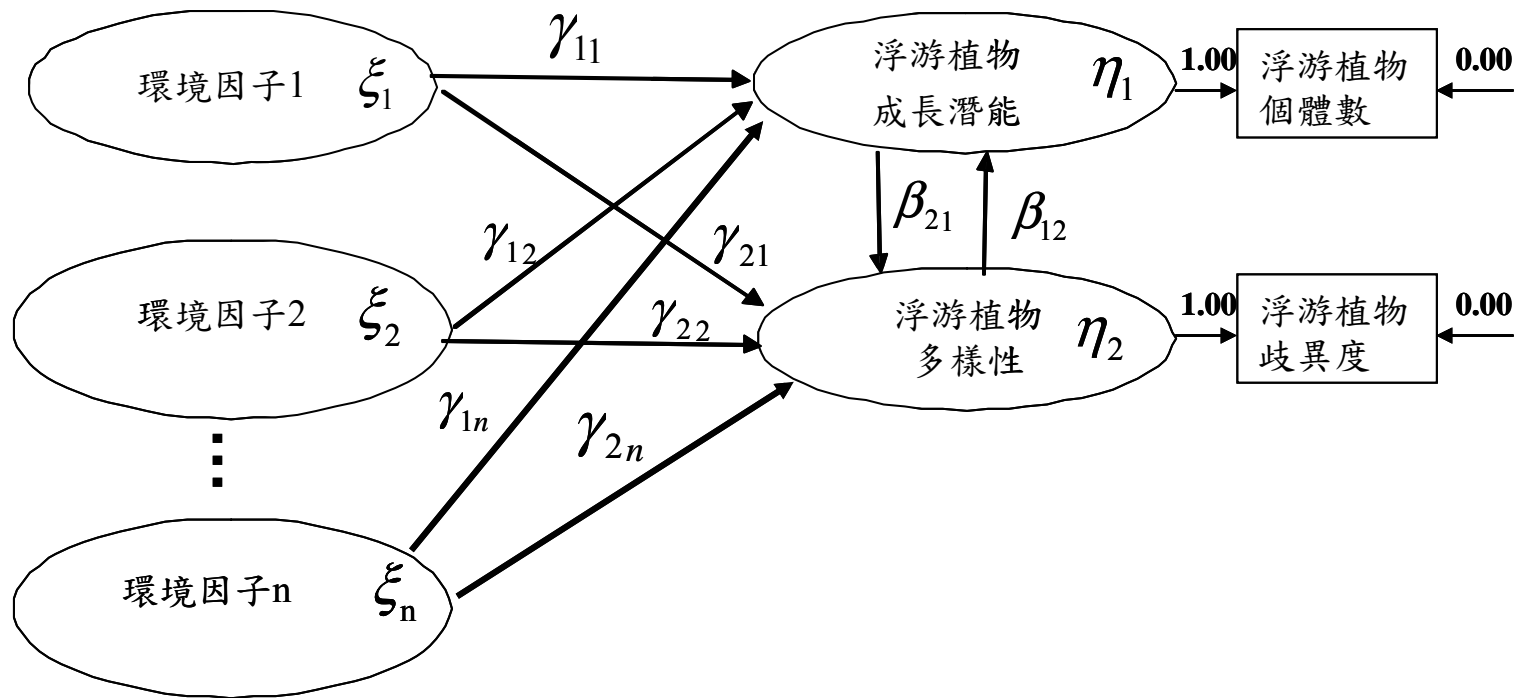 環境因子1 ξ₁
γ₁₁
浮游植物
成長潛能 η₁
1.00
浮游植物
個體數
0.00
γ₁₂
γ₂₁
β₂₁
β₁₂
環境因子2 ξ₂
γ₂₂
浮游植物
多樣性 η₂
1.00
浮游植物
歧異度
0.00
γ₁ₙ
γ₂ₙ
⋮
環境因子n ξₙ